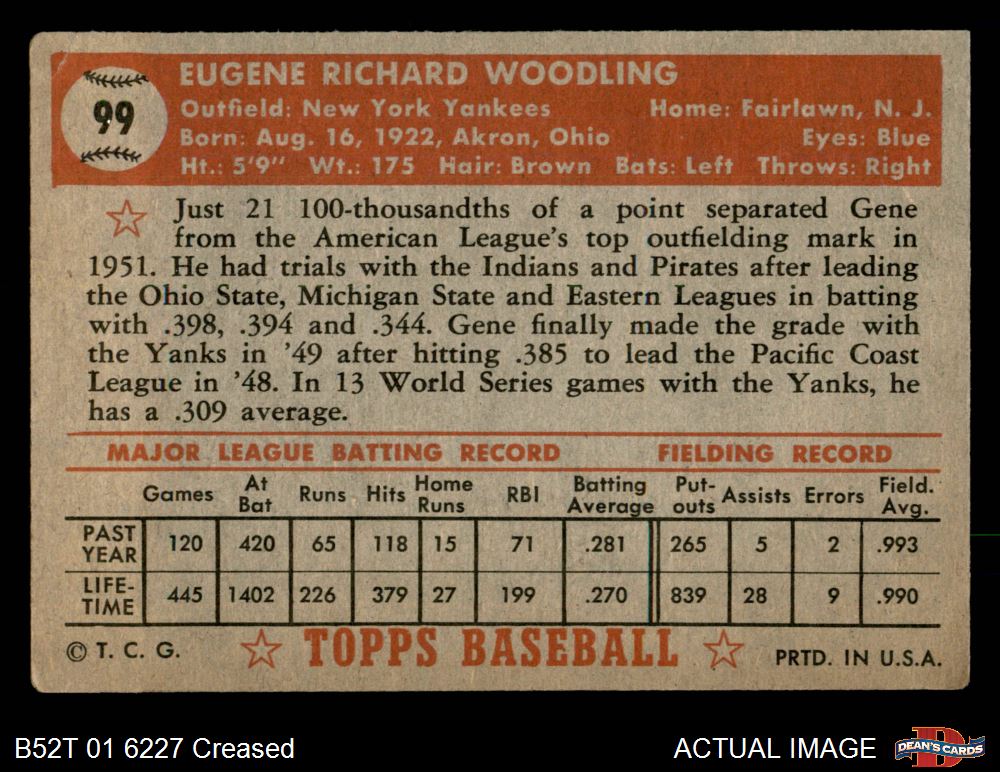 99
EUGENE RICHARD WOODLING
Outfield: New York Yankees Home: Fairlawn, N. J.
Born: Aug. 16, 1922, Akron, Ohio Eyes: Blue
Ht.: 5'9" Wt.: 175 Hair: Brown Bats: Left Throws: Right
Just 21 100-thousandths of a point separated Gene
from the American League's top outfielding mark in
1951. He had trials with the Indians and Pirates after leading
the Ohio State, Michigan State and Eastern Leagues in batting
with .398, .394 and .344. Gene finally made the grade with
the Yanks in '49 after hitting .385 to lead the Pacific Coast
League in '48. In 13 World Series games with the Yanks, he
has a .309 average.
MAJOR LEAGUE BATTING RECORD FIELDING RECORD
Games At Bat Runs Hits Home Runs RBI Batting Average Put-outs Assists Errors Field. Avg.
PAST YEAR 120 420 65 118 15 71 .281 265 5 2 .993
LIFE-TIME 445 1402 226 379 27 199 .270 839 28 9 .990
© T. C. G. TOPPS BASEBALL PRTD. IN U.S.A.
B52T 01 6227 Creased ACTUAL IMAGE D DEAN'S CARDS